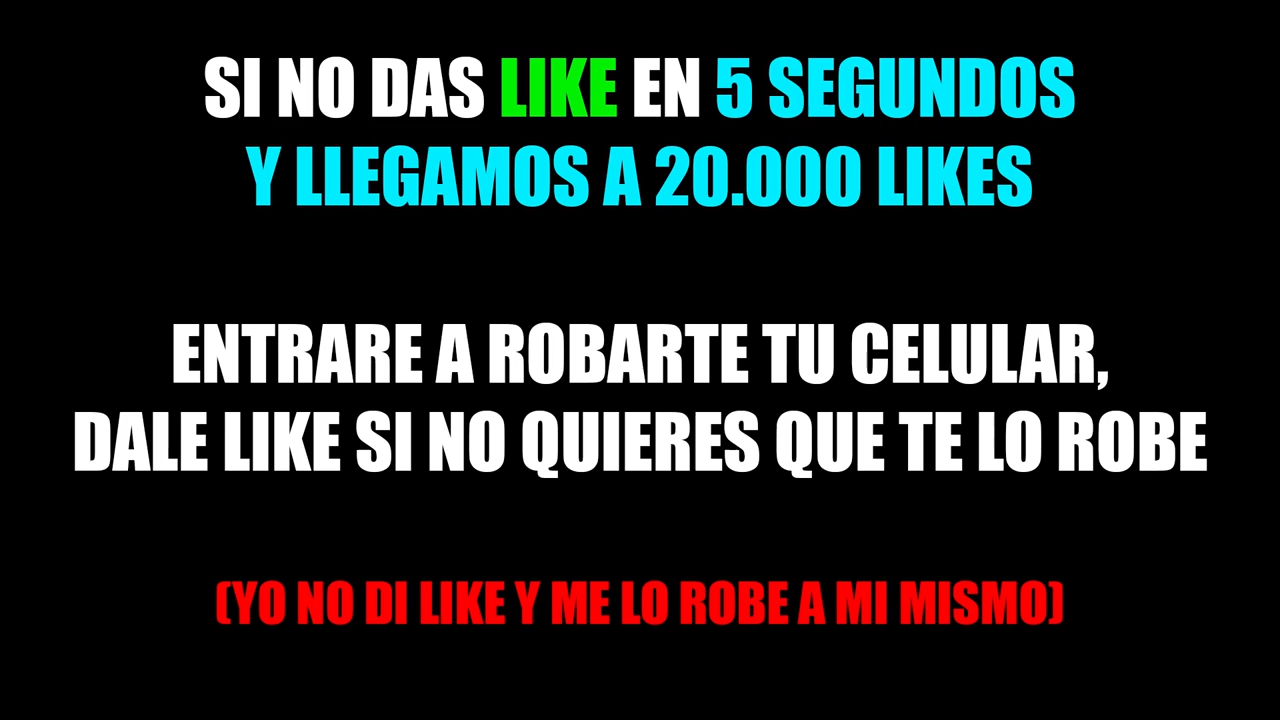 SI NO DAS LIKE EN 5 SEGUNDOS
Y LLEGAMOS A 20.000 LIKES
ENTRARE A ROBARTE TU CELULAR,
DALE LIKE SI NO QUIERES QUE TE LO ROBE
(YO NO DI LIKE Y ME LO ROBE A MI MISMO)